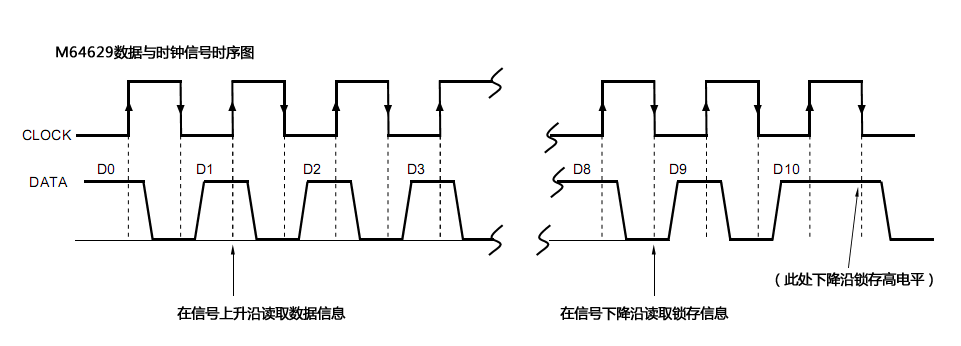 M64629数据与时钟信号时序图
CLOCK
D0 D1 D2 D3 D8 D9 D10
DATA
（此处下降沿锁存高电平）
在信号上升沿读取数据信息
在信号下降沿读取锁存信息